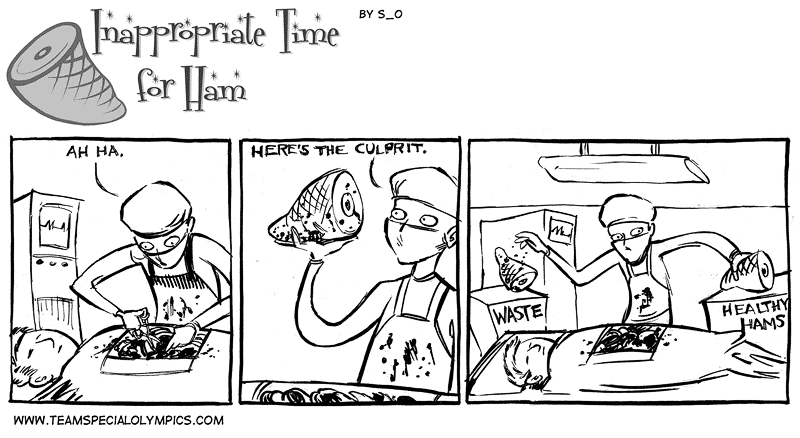 Inappropriate Time
for Ham
BY S_O
AH HA.
HERE'S THE CULPRIT.
WASTE
HEALTHY
HAMS
WWW.TEAMSPECIALOLYMPICS.COM